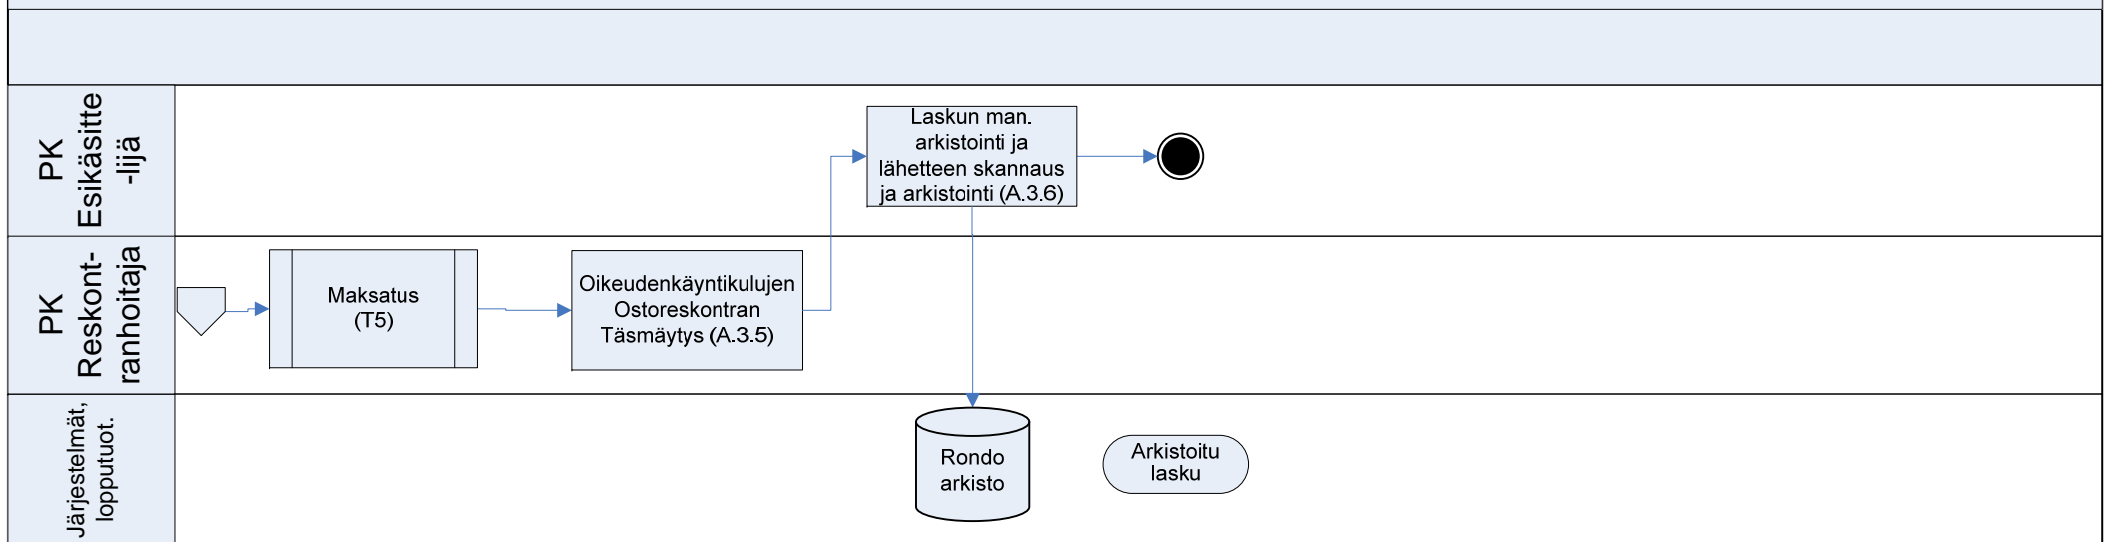 PK
Esikäsitte
-lijä
Laskun man.
arkistointi ja
lähetteen skannaus
ja arkistointi (A.3.6)
PK
Reskont-
ranhoitaja
Maksatus
(T5)
Oikeudenkäyntikulujen
Ostoreskontran
Täsmäytys (A.3.5)
Järjestelmät,
lopputuot.
Rondo
arkisto
Arkistoitu
lasku